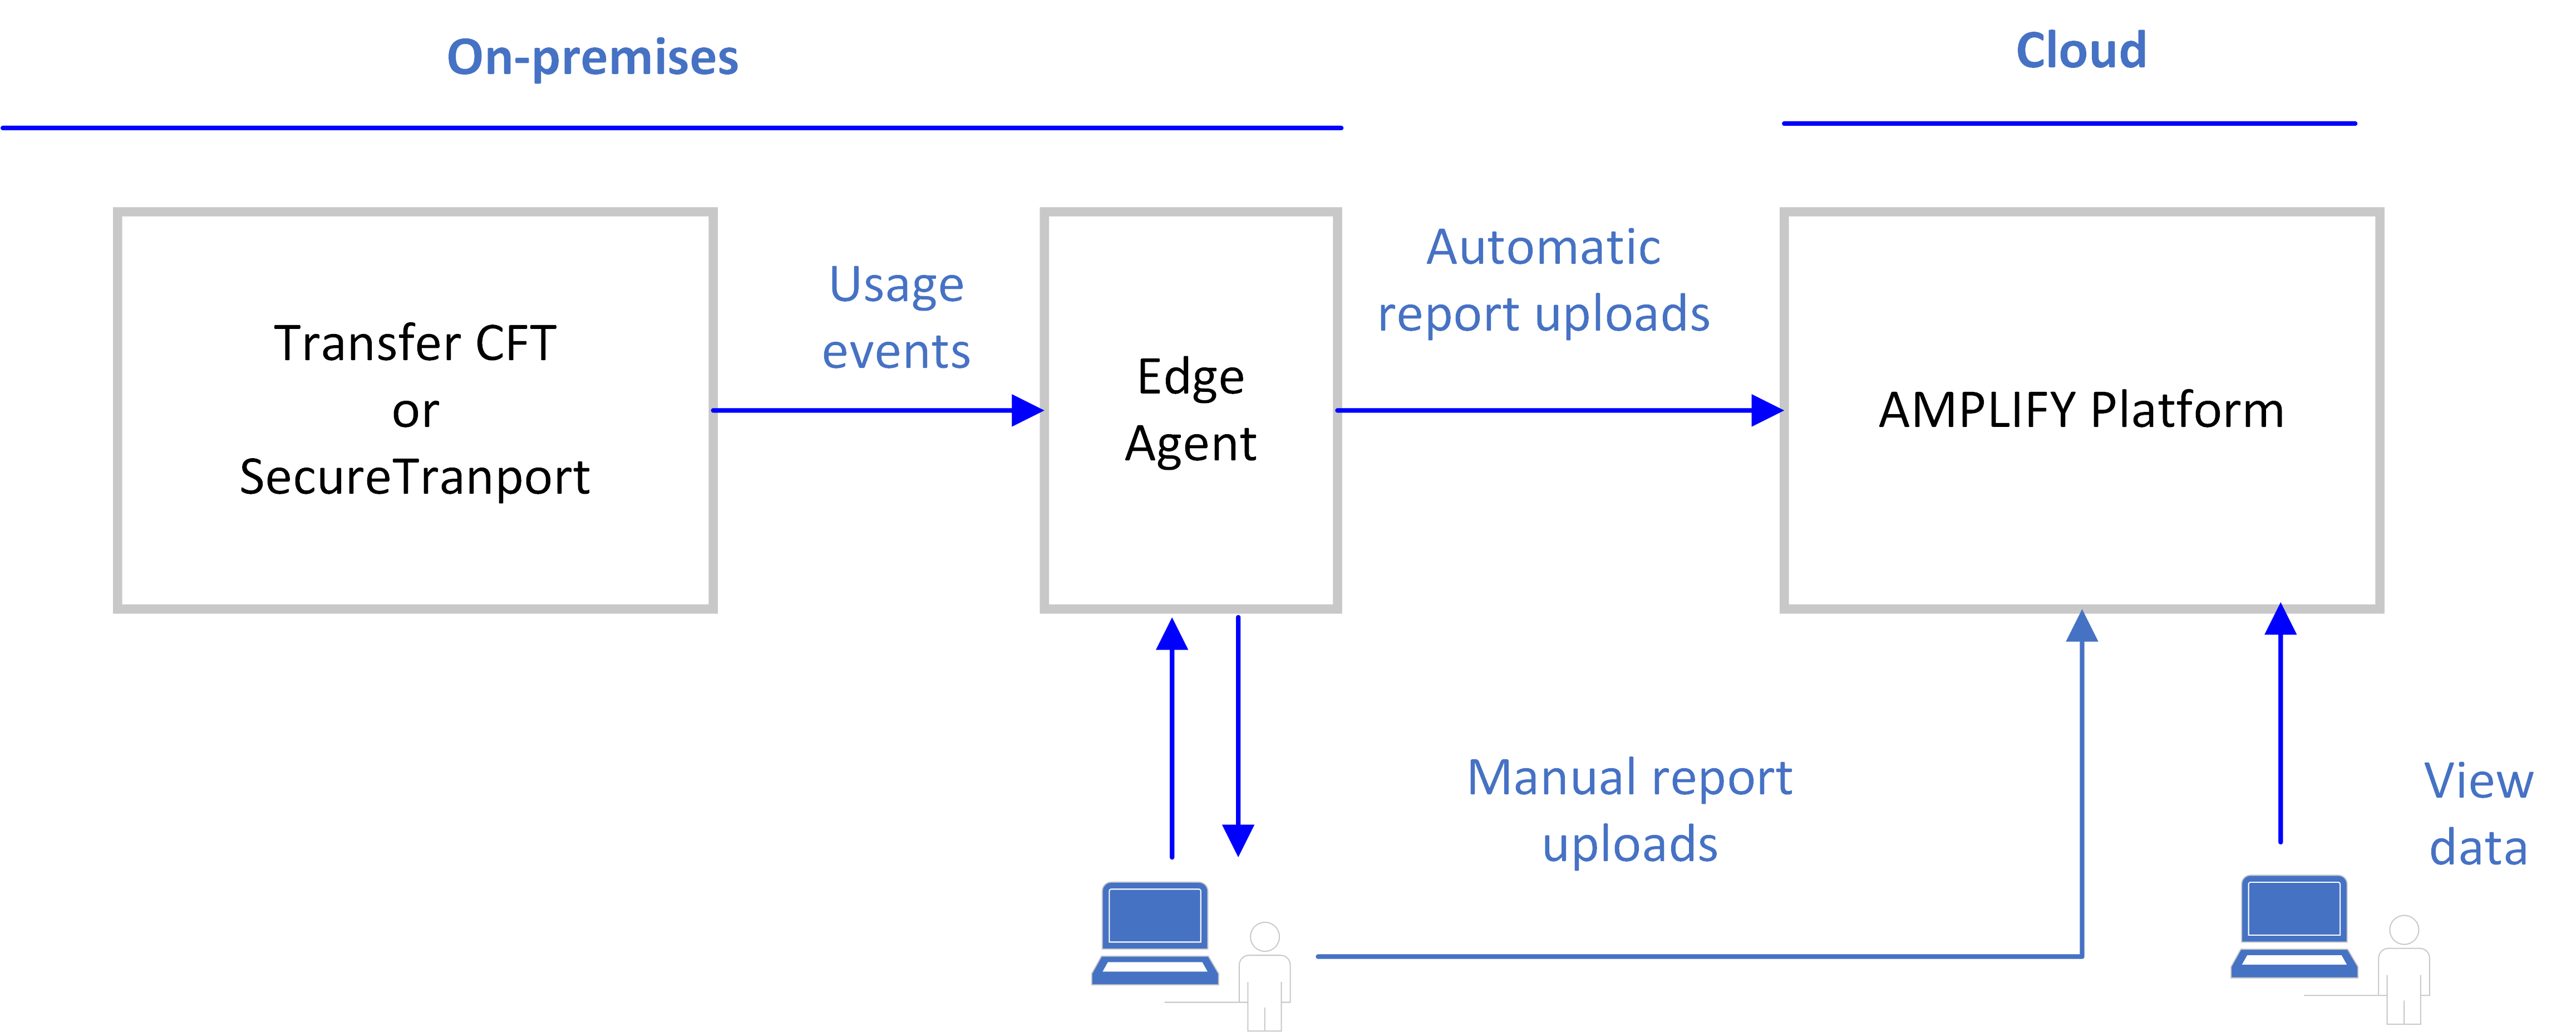 On-premises
Cloud
Transfer CFT
or
SecureTranport
Usage
events
Edge
Agent
Automatic
report uploads
AMPLIFY Platform
Manual report
uploads
View
data